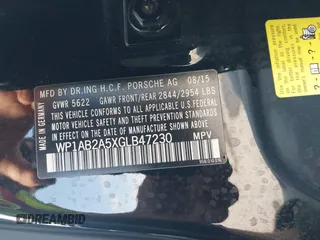 MFD BY DR.ING H.C.F. PORSCHE AG 08/15
GVWR 5622 GAWR FRONT/REAR 2844/2954 LBS
THIS VEHICLE CONFORMS TO ALL APPLICABLE U.S. FEDERAL
MOTOR VEHICLE SAFETY, BUMPER, AND THEFT PREVENTION
STANDARDS IN EFFECT ON THE DATE OF MANUFACTURE
SHOWN ABOVE
WP1AB2A5XGLB47230 MPV
MADE IN GERMANY
DREAMBID